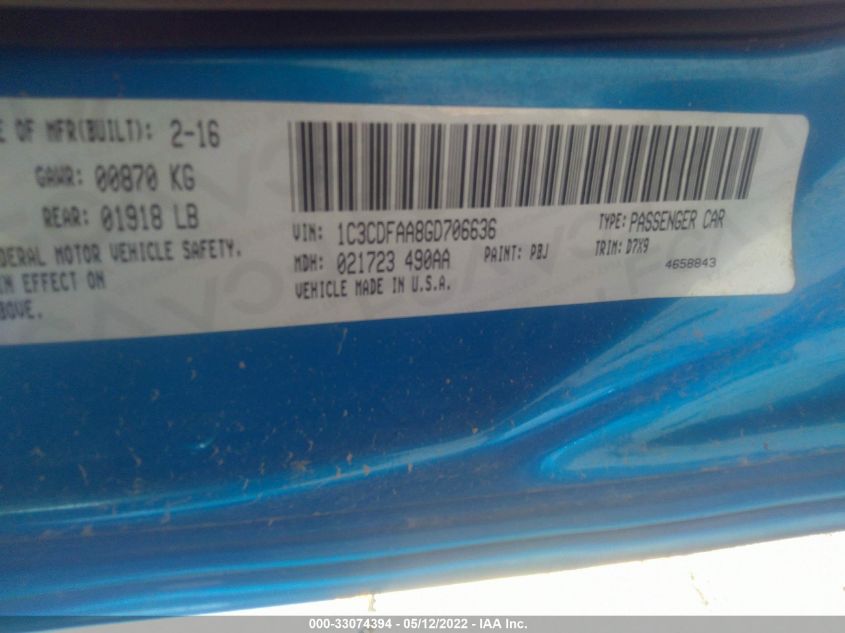 E OF MFR(BUILT): 2-16
GAWR: 00870 KG
REAR: 01918 LB
DERAL MOTOR VEHICLE SAFETY.
IN EFFECT ON
BOVE.
VIN: 1C3CDFAA8GD706636 TYPE: PASSENGER CAR
MDH: 021723 490AA PAINT: PBJ TRIM: D7X9
VEHICLE MADE IN U.S.A. 4658843
000-33074394 - 05/12/2022 - IAA Inc.